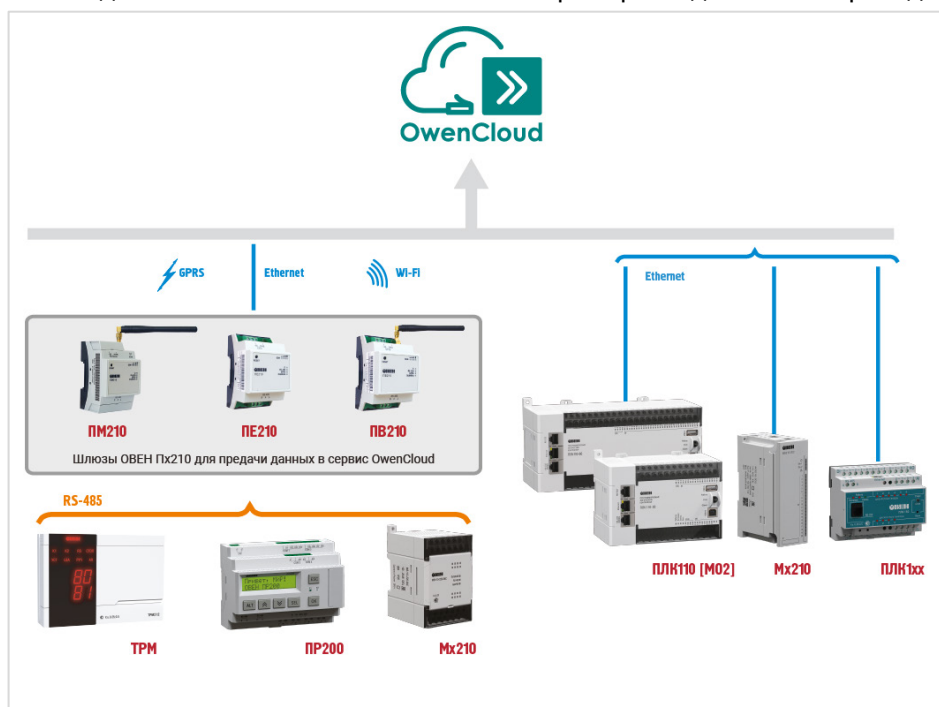 OwenCloud
GPRS
Ethernet
Wi-Fi
Ethernet
ПМ210
ПЕ210
ПВ210
Шлюзы ОВЕН Пх210 для предачи данных в сервис OwenCloud
RS-485
ПЛК110 [М02]
Мх210
ПЛК1хх
ТРМ
ПР200
Мх210